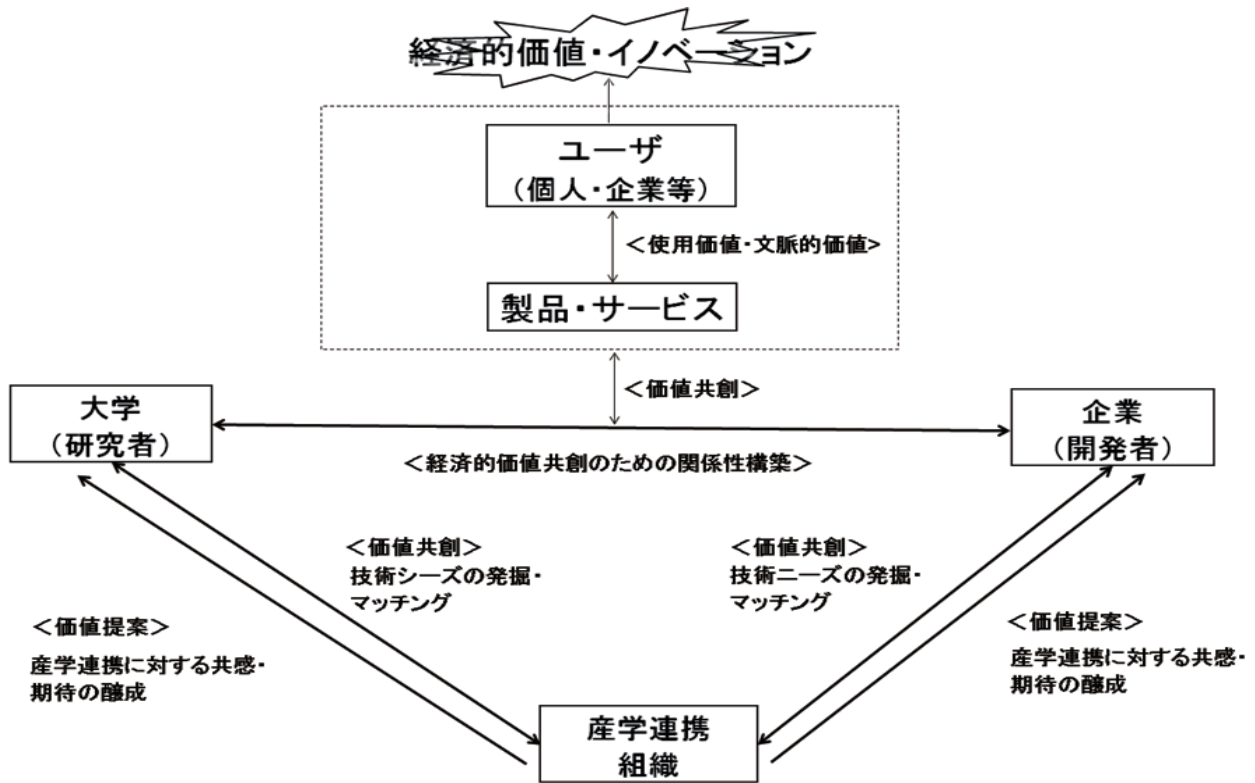 経済的価値・イノベーション
ユーザ
（個人・企業等）
＜使用価値・文脈的価値>
製品・サービス
＜価値共創＞
大学
（研究者）
企業
（開発者）
＜経済的価値共創のための関係性構築＞
＜価値共創＞
技術シーズの発掘・
マッチング
＜価値共創＞
技術ニーズの発掘・
マッチング
＜価値提案＞
産学連携に対する共感・
期待の醸成
＜価値提案＞
産学連携に対する共感・
期待の醸成
産学連携
組織